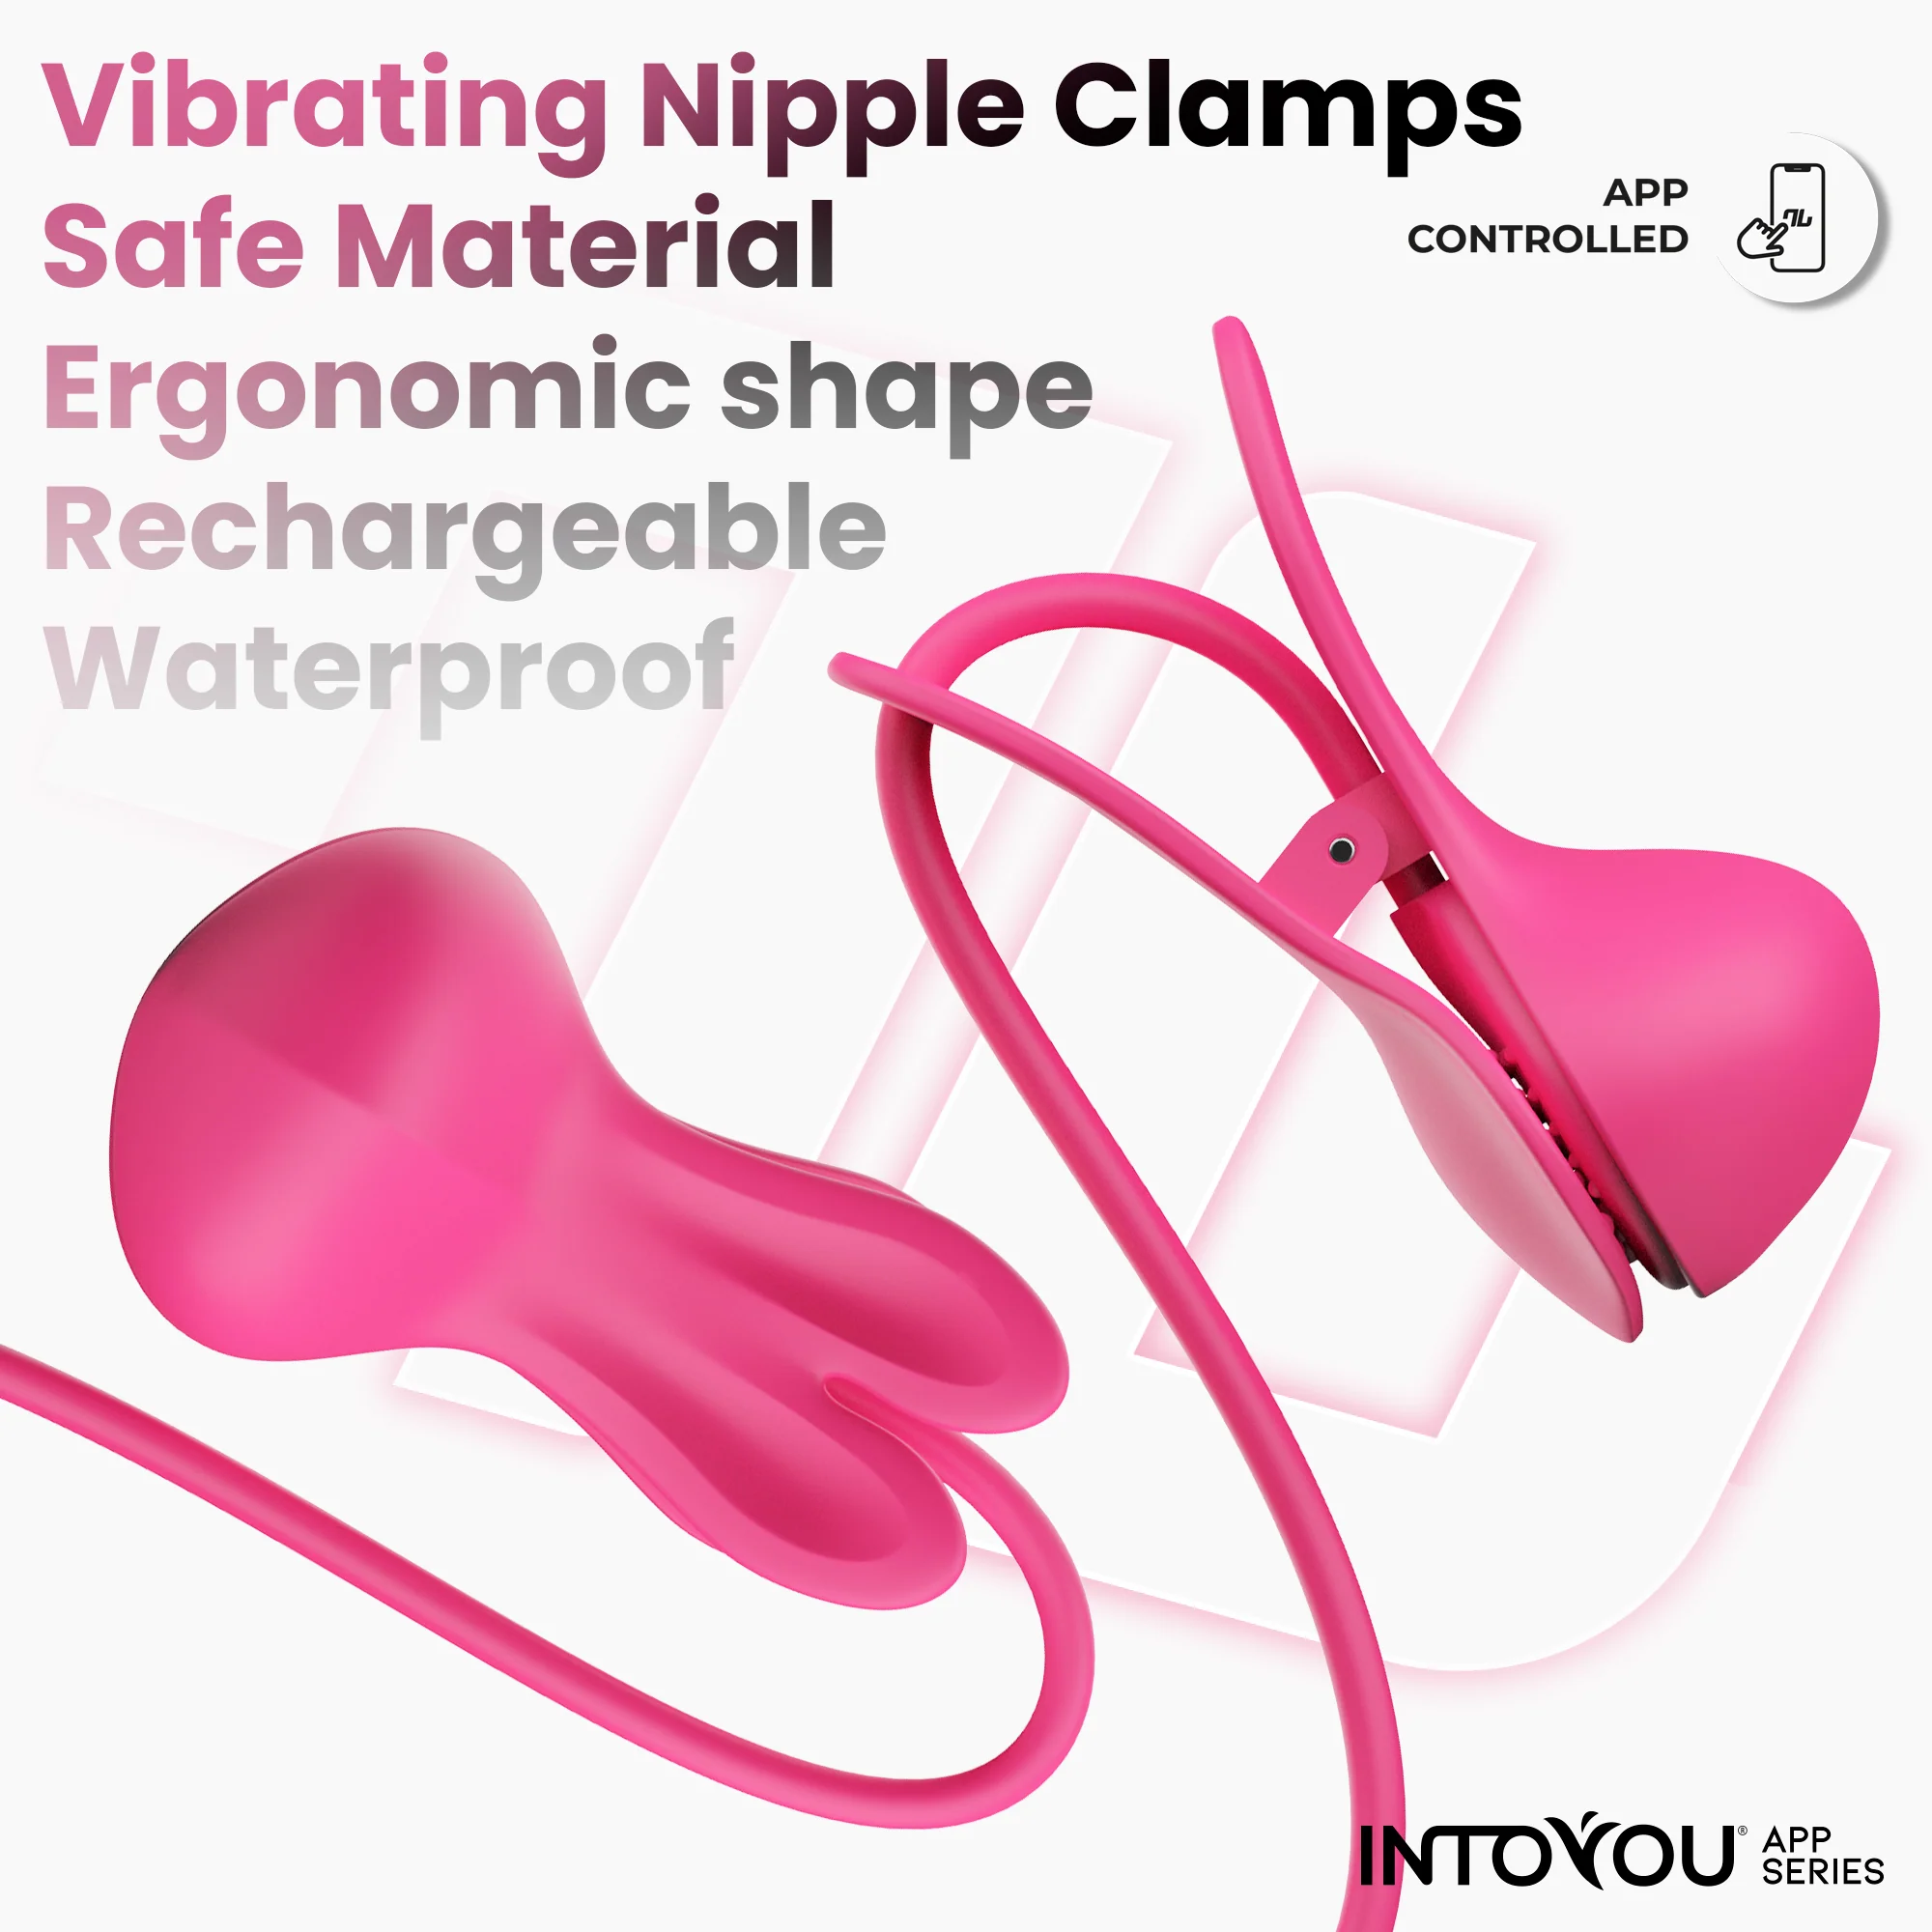 Vibrating Nipple Clamps
Safe Material
Ergonomic shape
Rechargeable
Waterproof
APP
CONTROLLED
INTOYOU® APP
SERIES